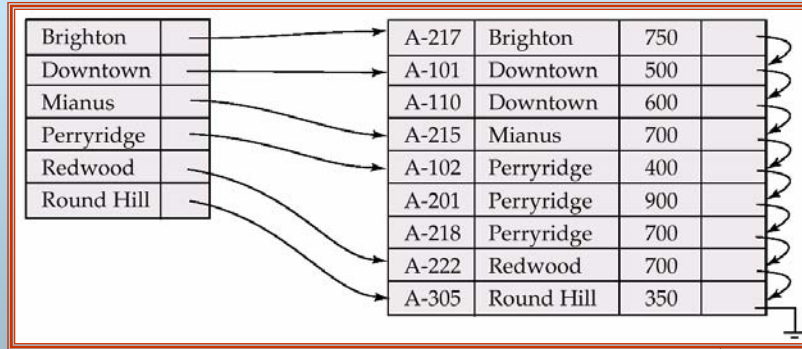 Brighton
Downtown
Mianus
Perryridge
Redwood
Round Hill
A-217 Brighton 750
A-101 Downtown 500
A-110 Downtown 600
A-215 Mianus 700
A-102 Perryridge 400
A-201 Perryridge 900
A-218 Perryridge 700
A-222 Redwood 700
A-305 Round Hill 350